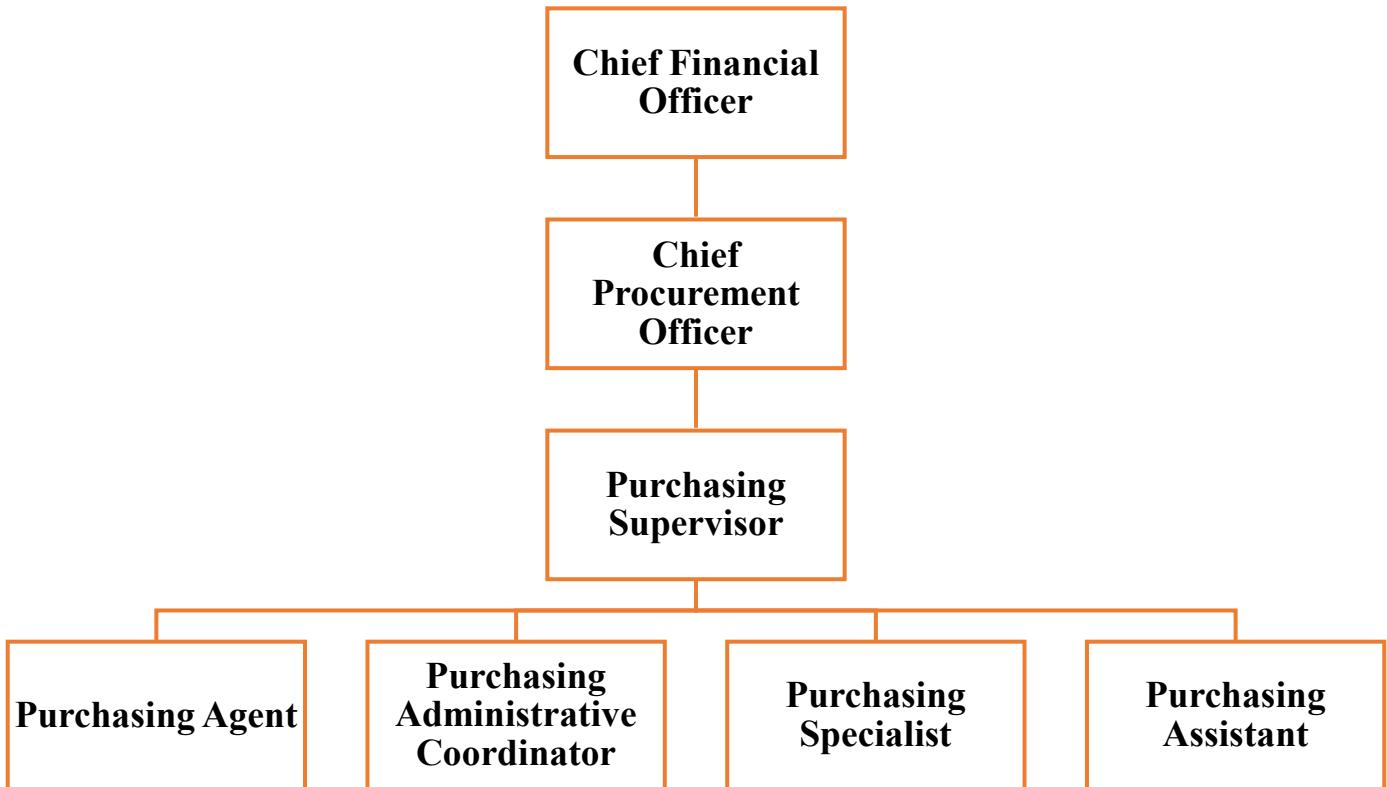 Chief Financial
Officer
Chief
Procurement
Officer
Purchasing
Supervisor
Purchasing Agent
Purchasing
Administrative
Coordinator
Purchasing
Specialist
Purchasing
Assistant